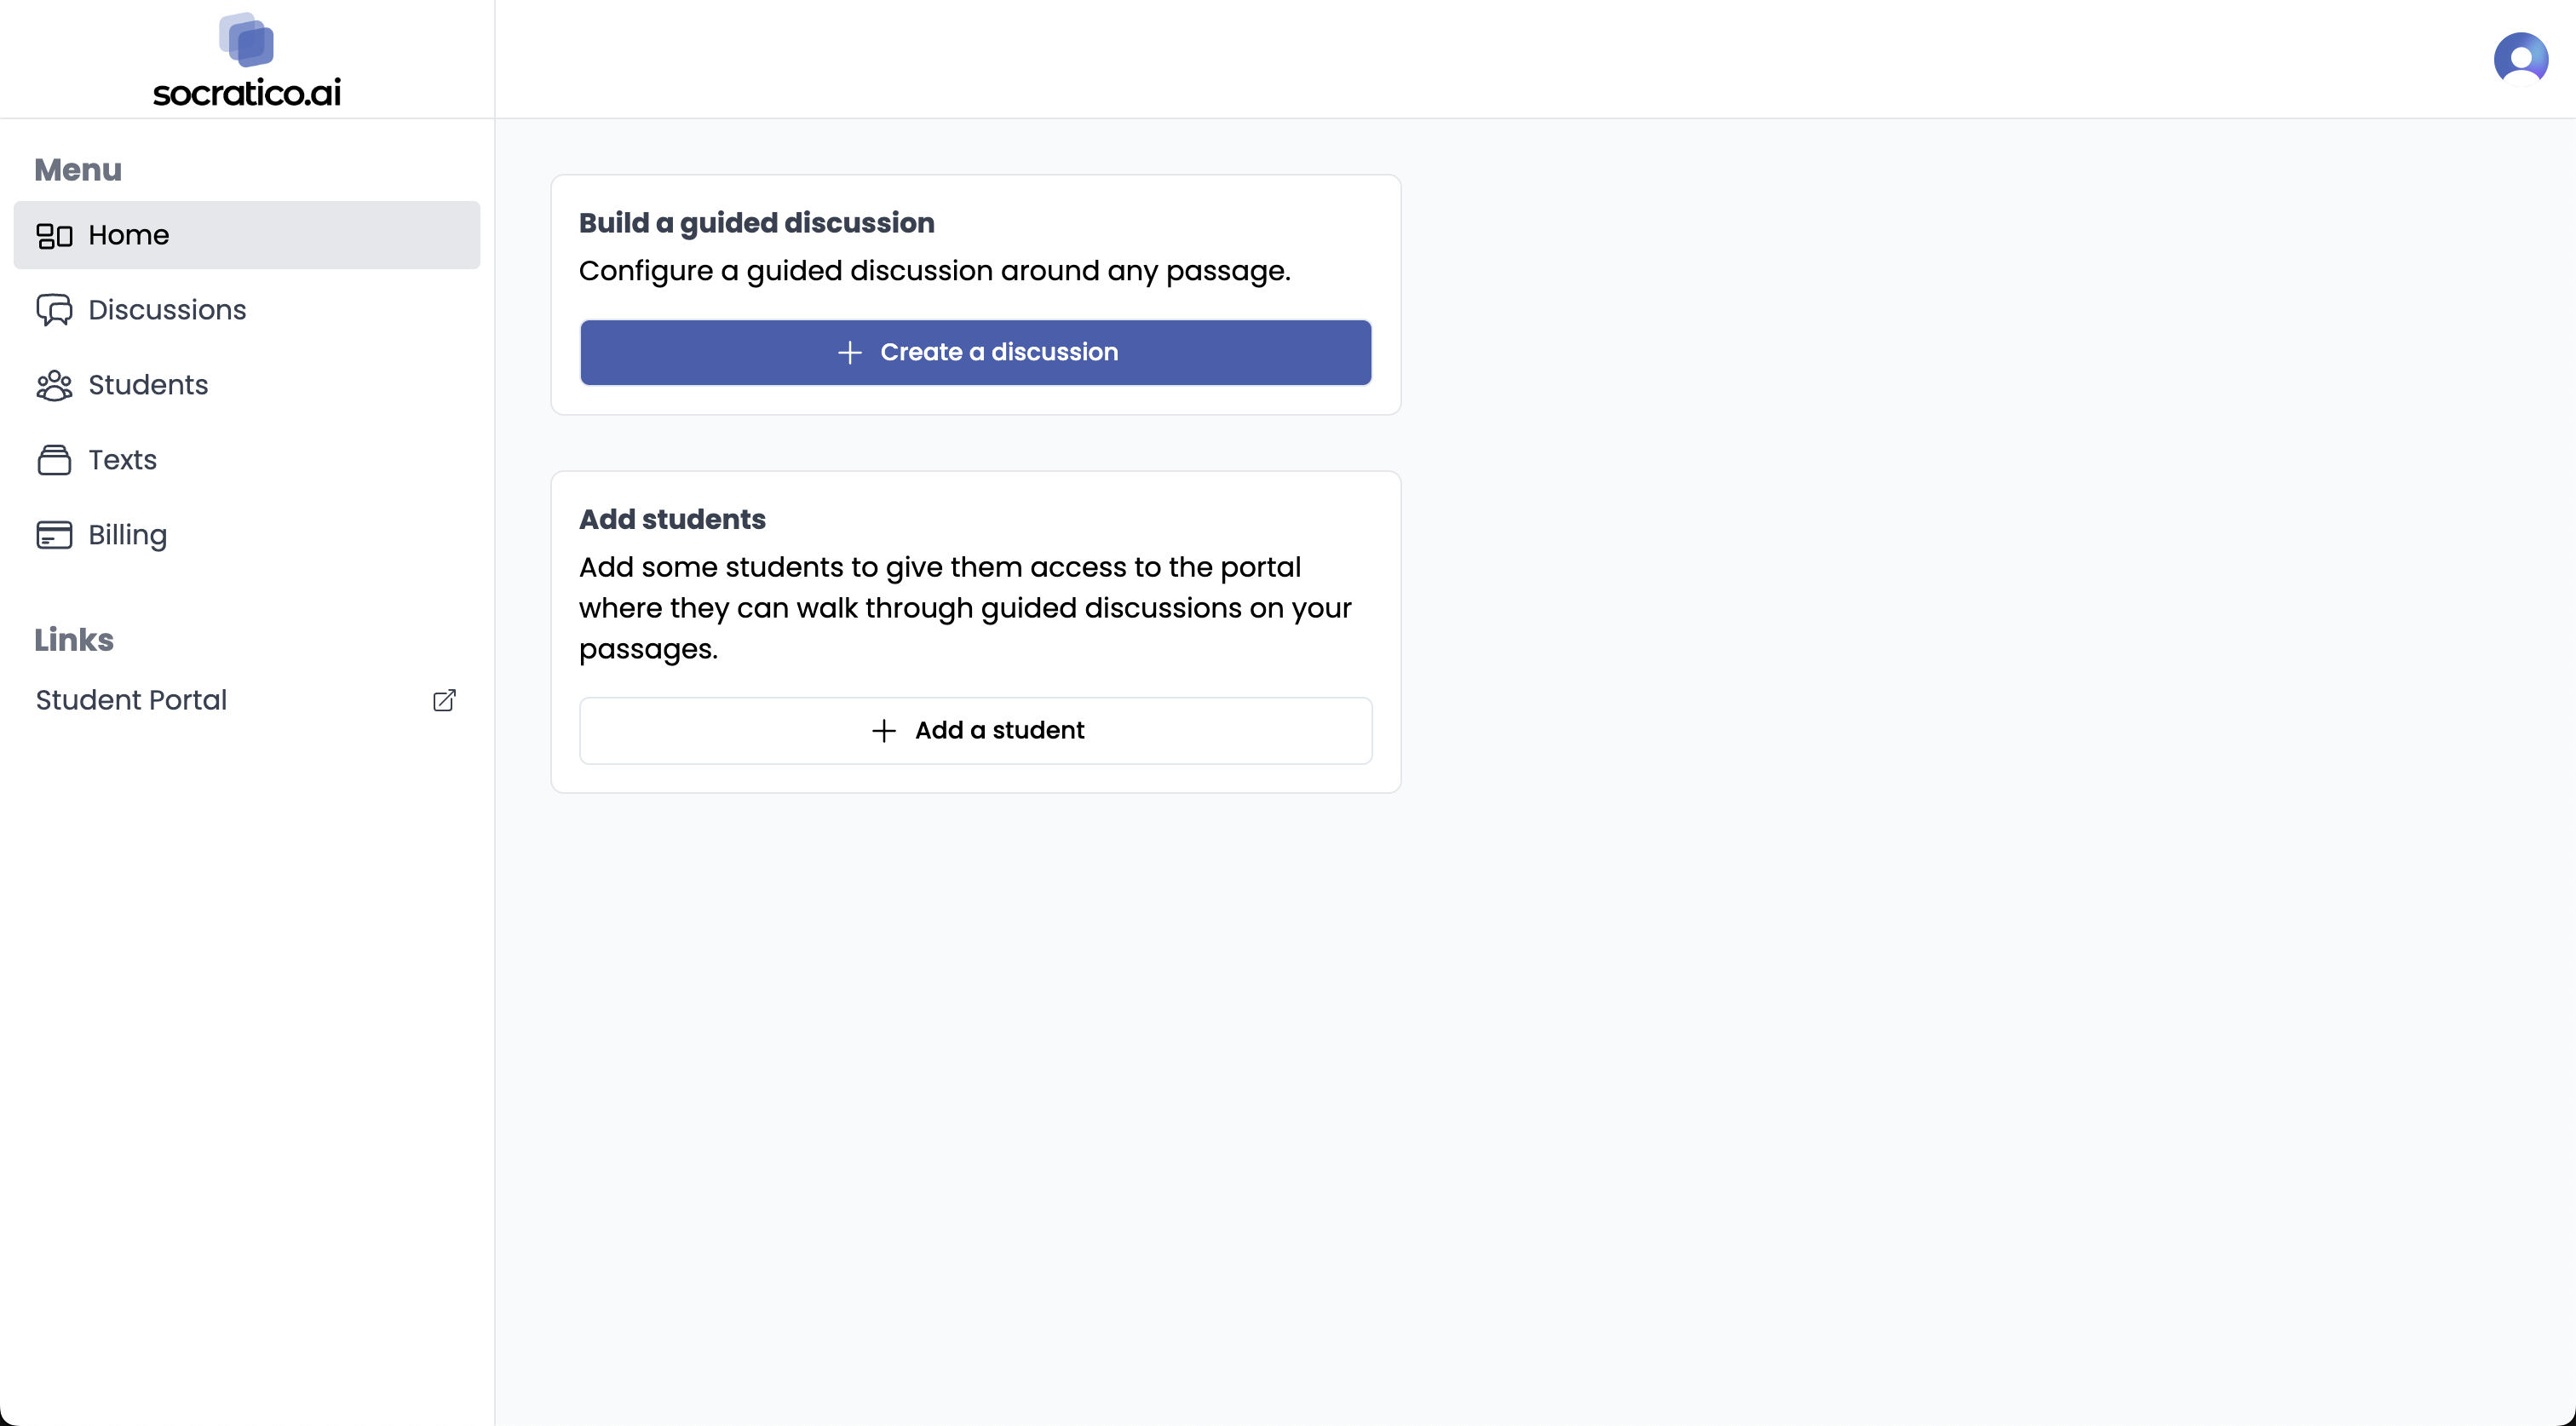 socratico.ai
Menu
Home
Discussions
Students
Texts
Billing
Links
Student Portal
Build a guided discussion
Configure a guided discussion around any passage.
Create a discussion
Add students
Add some students to give them access to the portal
where they can walk through guided discussions on your
passages.
Add a student